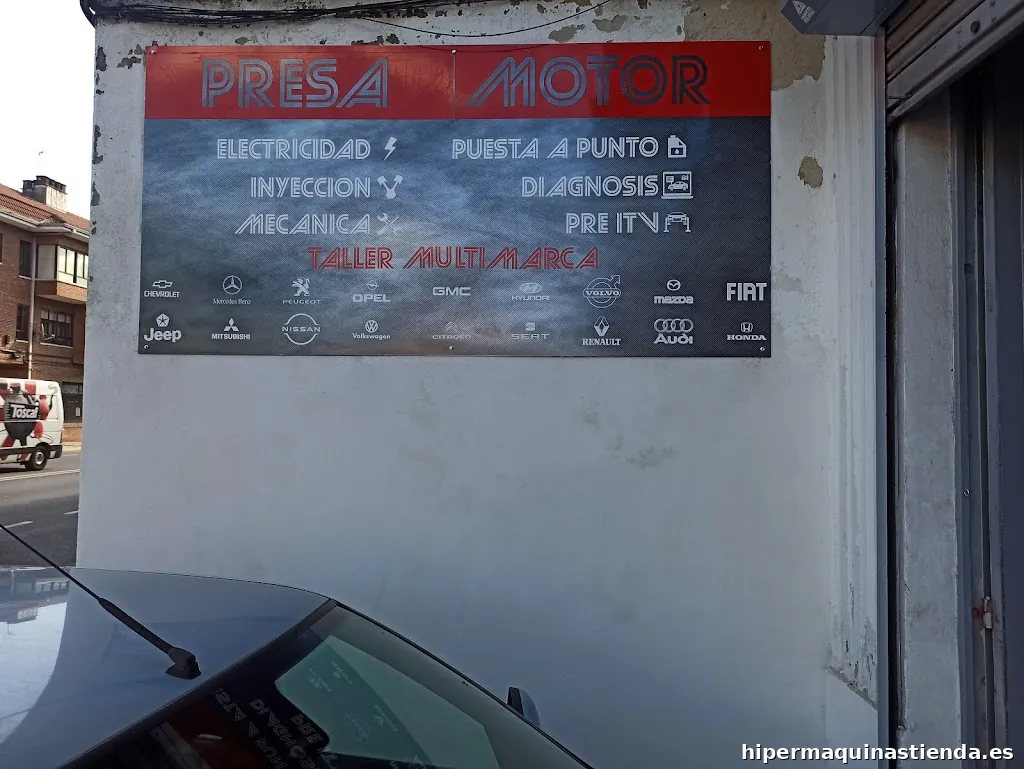 PRESA MOTOR
ELECTRICIDAD PUESTA A PUNTO
INYECCION DIAGNOSIS
MECANICA PRE ITV
TALLER MULTIMARCA
CHEVROLET Mercedes Benz PEUGEOT OPEL GMC HYUNDAI VOLVO mazda FIAT
Jeep MITSUBISHI NISSAN Volkswagen CITROËN SEAT RENAULT Audi HONDA
Toscaf
hipermaquinastienda.es